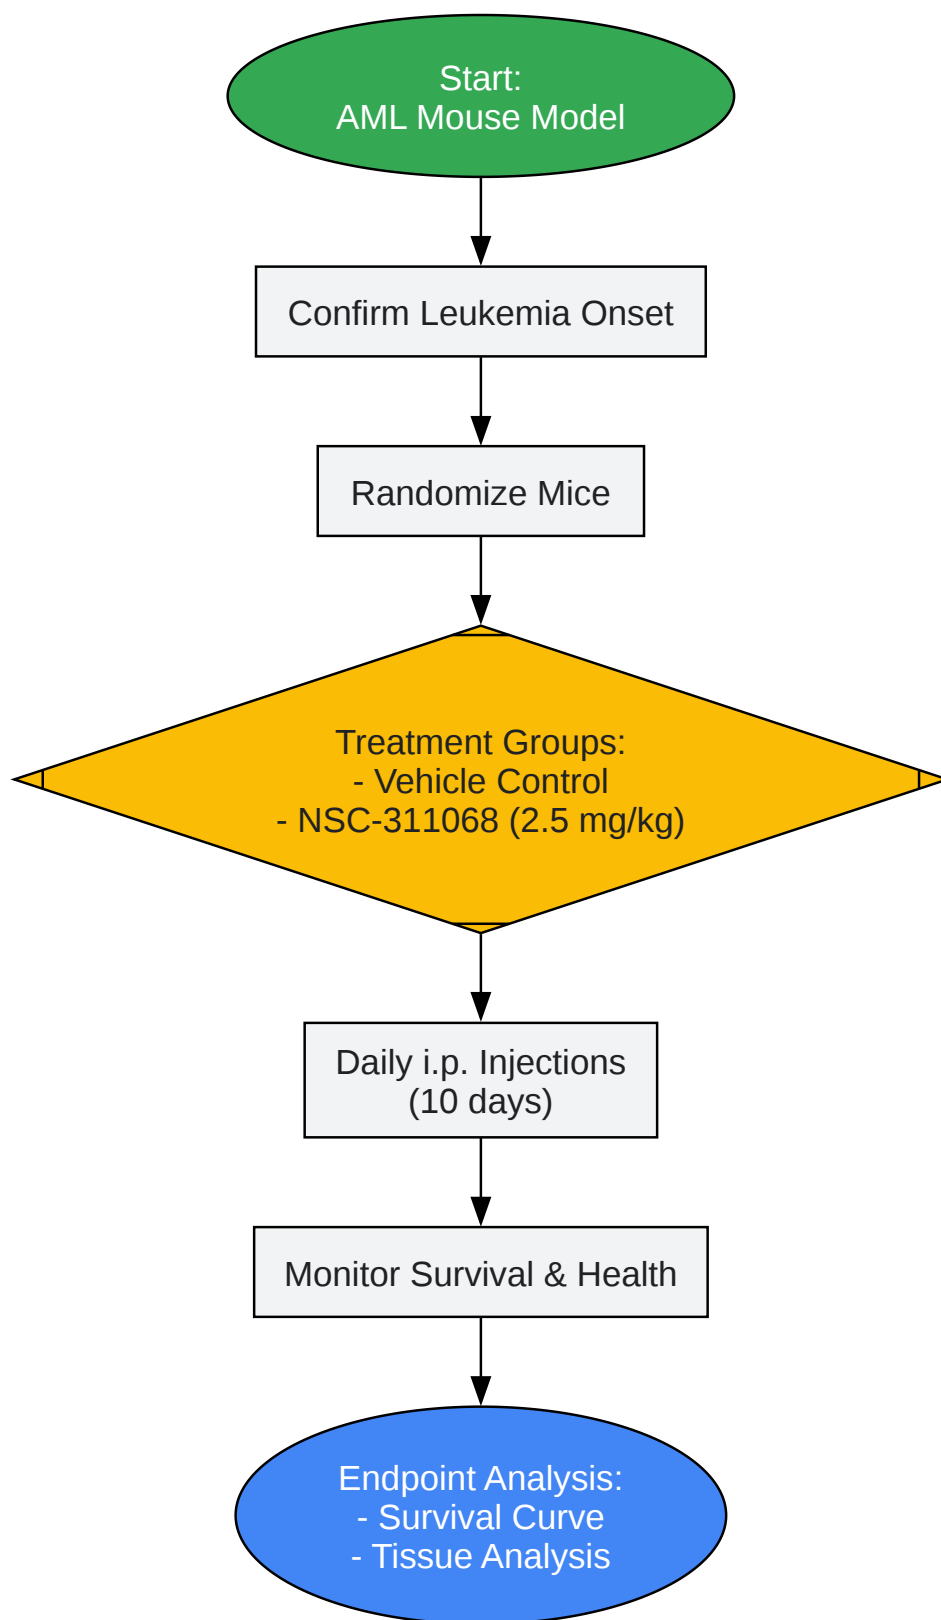 Start:
AML Mouse Model
Confirm Leukemia Onset
Randomize Mice
Treatment Groups:
- Vehicle Control
- NSC-311068 (2.5 mg/kg)
Daily i.p. Injections
(10 days)
Monitor Survival & Health
Endpoint Analysis:
- Survival Curve
- Tissue Analysis